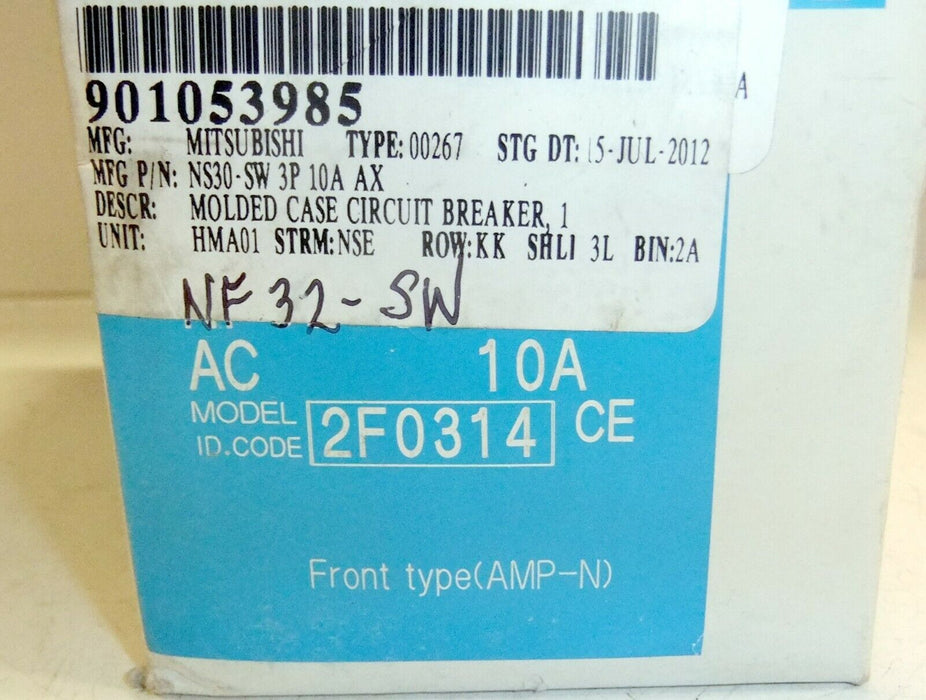 901053985
MFG: MITSUBISHI TYPE: 00267 STG DT: 15-JUL-2012
MFG P/N: NS30-SW 3P 10A AX
DESCR: MOLDED CASE CIRCUIT BREAKER, 1
UNIT: HMA01 STRM:NSE ROW:KK SHLI 3L BIN:2A
A
NF 32-SW
AC 10A
MODEL
ID.CODE 2F0314 CE
Front type(AMP-N)